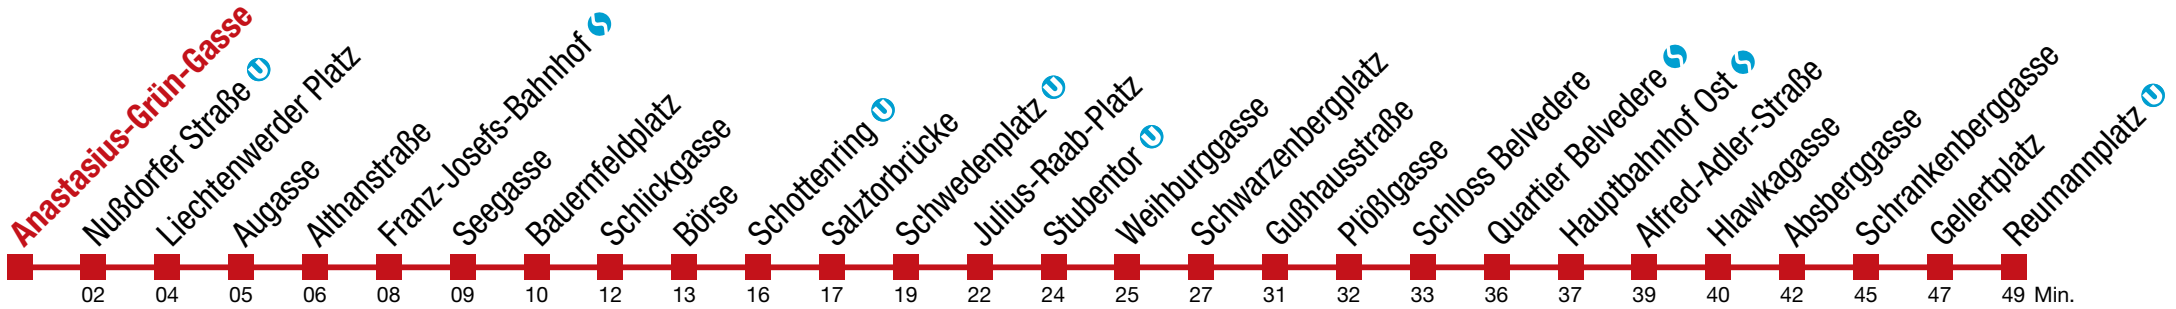 Anastasius-Grün-Gasse
Nußdorfer Straße U
Liechtenwerder Platz
Augasse
Althanstraße
Franz-Josefs-Bahnhof S
Seegasse
Bauernfeldplatz
Schlickgasse
Börse
Schottenring U
Salztorbrücke
Schwedenplatz U
Julius-Raab-Platz
Stubentor U
Weihburggasse
Schwarzenbergplatz
Gußhausstraße
Plößlgasse
Schloss Belvedere
Quartier Belvedere S
Hauptbahnhof Ost S
Alfred-Adler-Straße
Hlawkagasse
Absberggasse
Schrankenberggasse
Gellertplatz
Reumannplatz U
02 04 05 06 08 09 10 12 13 16 17 19 22 24 25 27 31 32 33 36 37 39 40 42 45 47 49 Min.